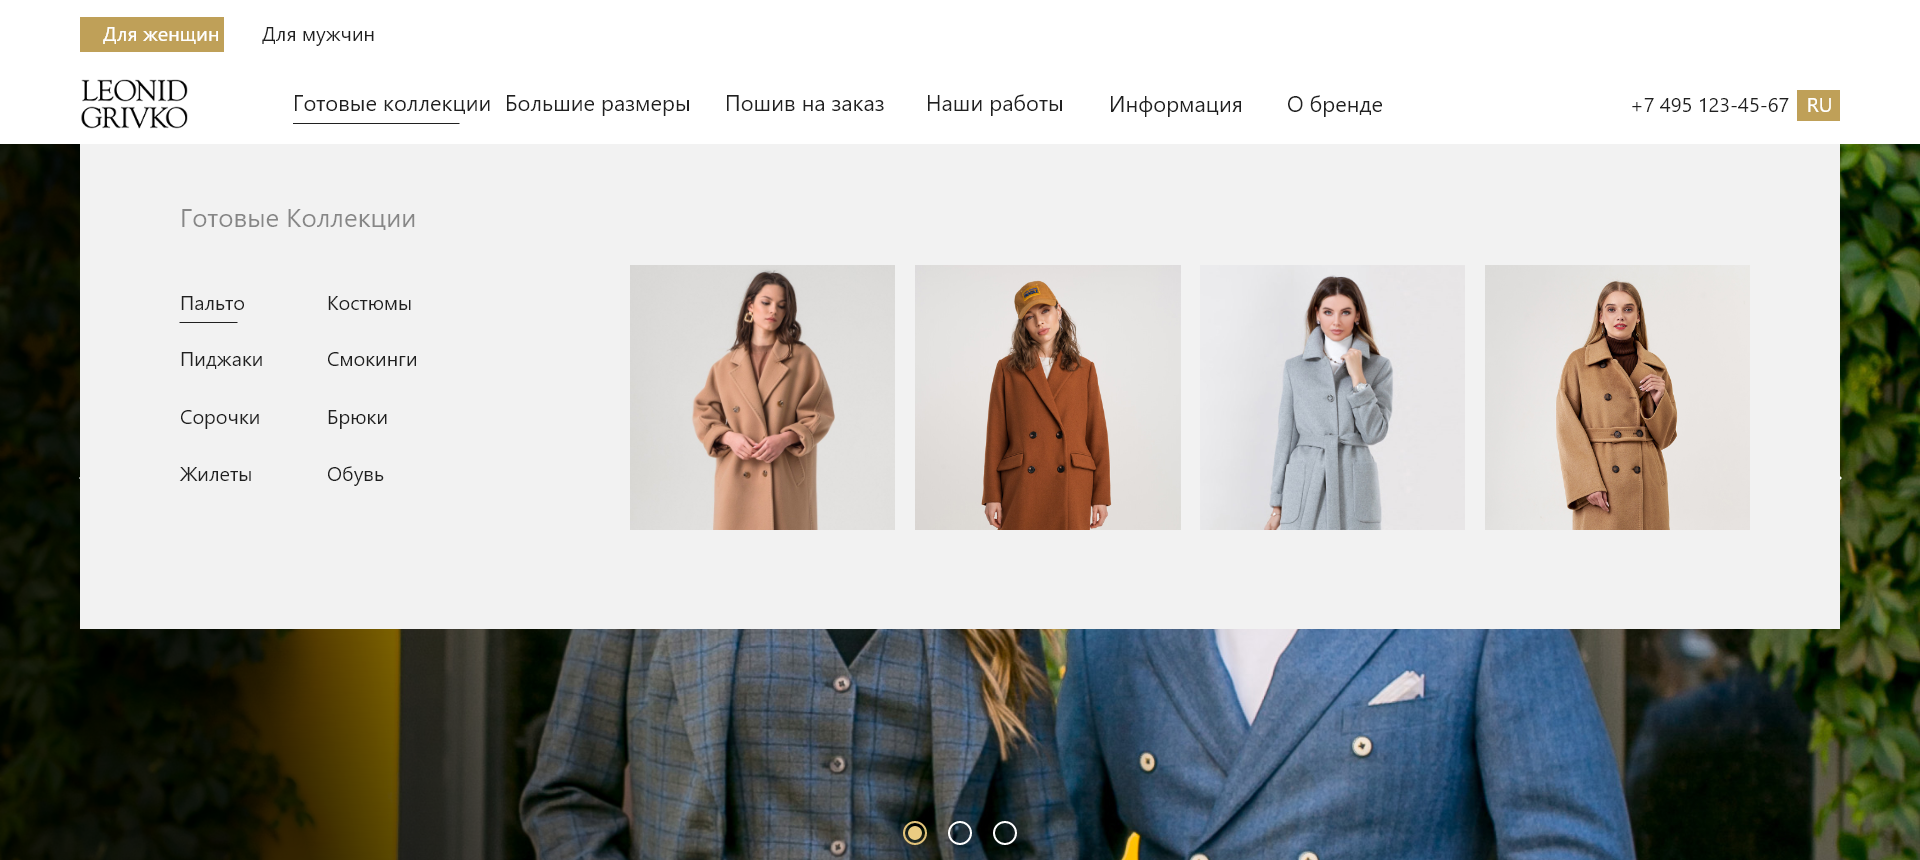 Для женщин
Для мужчин
LEONID
GRIVKO
Готовые коллекции
Большие размеры
Пошив на заказ
Наши работы
Информация
О бренде
+7 495 123-45-67
RU
Готовые Коллекции
Пальто
Костюмы
Пиджаки
Смокинги
Сорочки
Брюки
Жилеты
Обувь